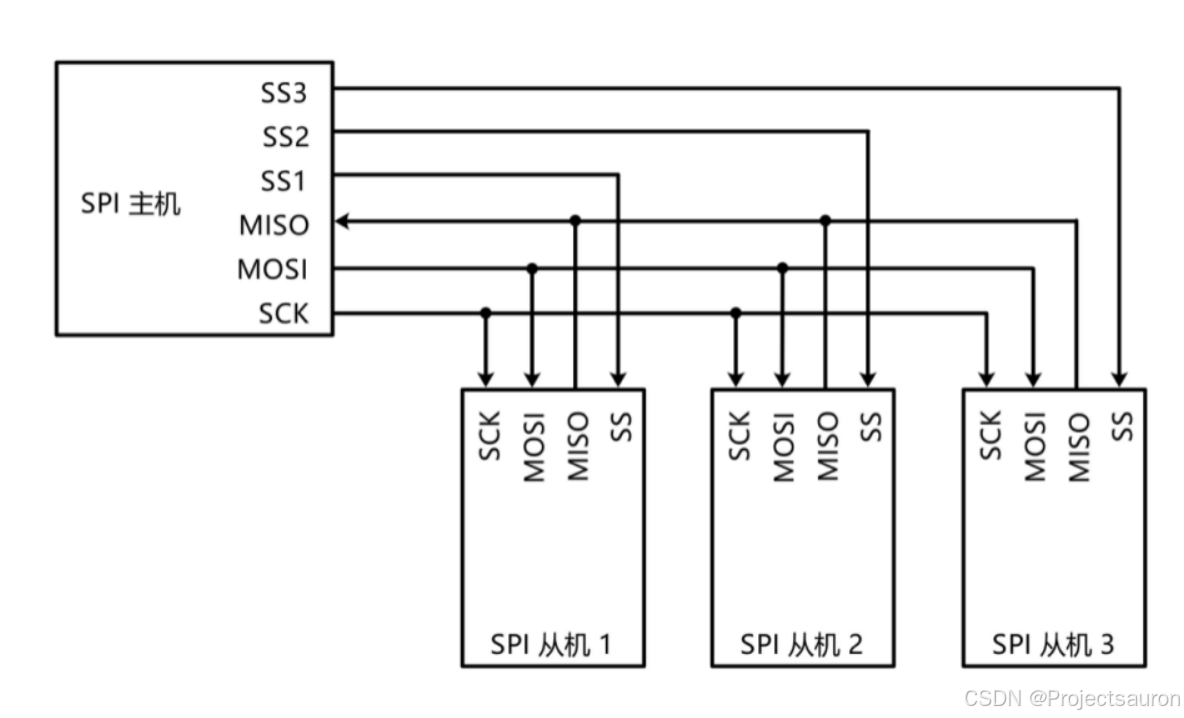 SS3
SS2
SS1
SPI 主机
MISO
MOSI
SCK
SCK
MOSI
MISO
SS
SCK
MOSI
MISO
SS
SCK
MOSI
MISO
SS
SPI 从机 1
SPI 从机 2
SPI 从机 3
CSDN @Projectsauron